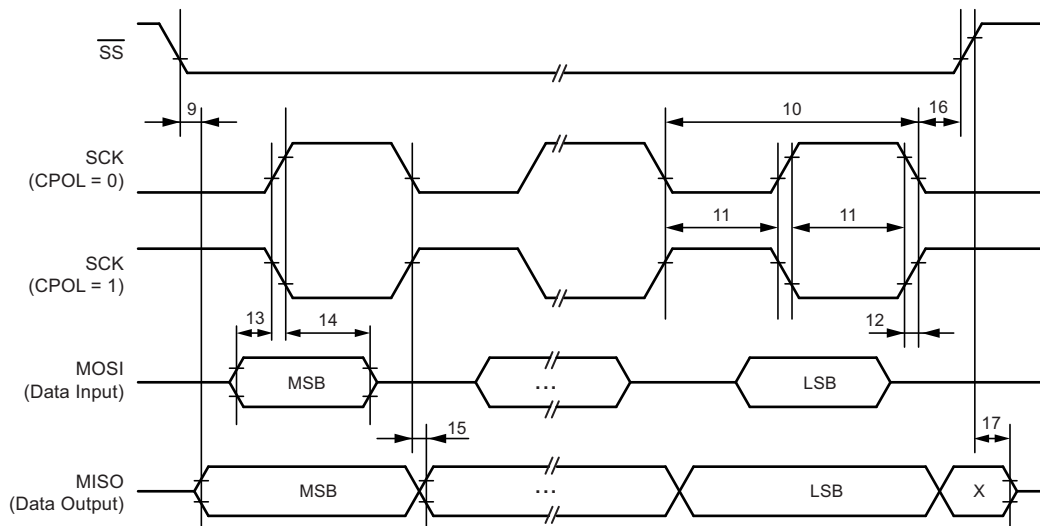 SS
9
10
16
SCK
(CPOL = 0)
11
11
SCK
(CPOL = 1)
13
14
12
MOSI
(Data Input)
MSB
...
LSB
15
17
MISO
(Data Output)
MSB
...
LSB
X